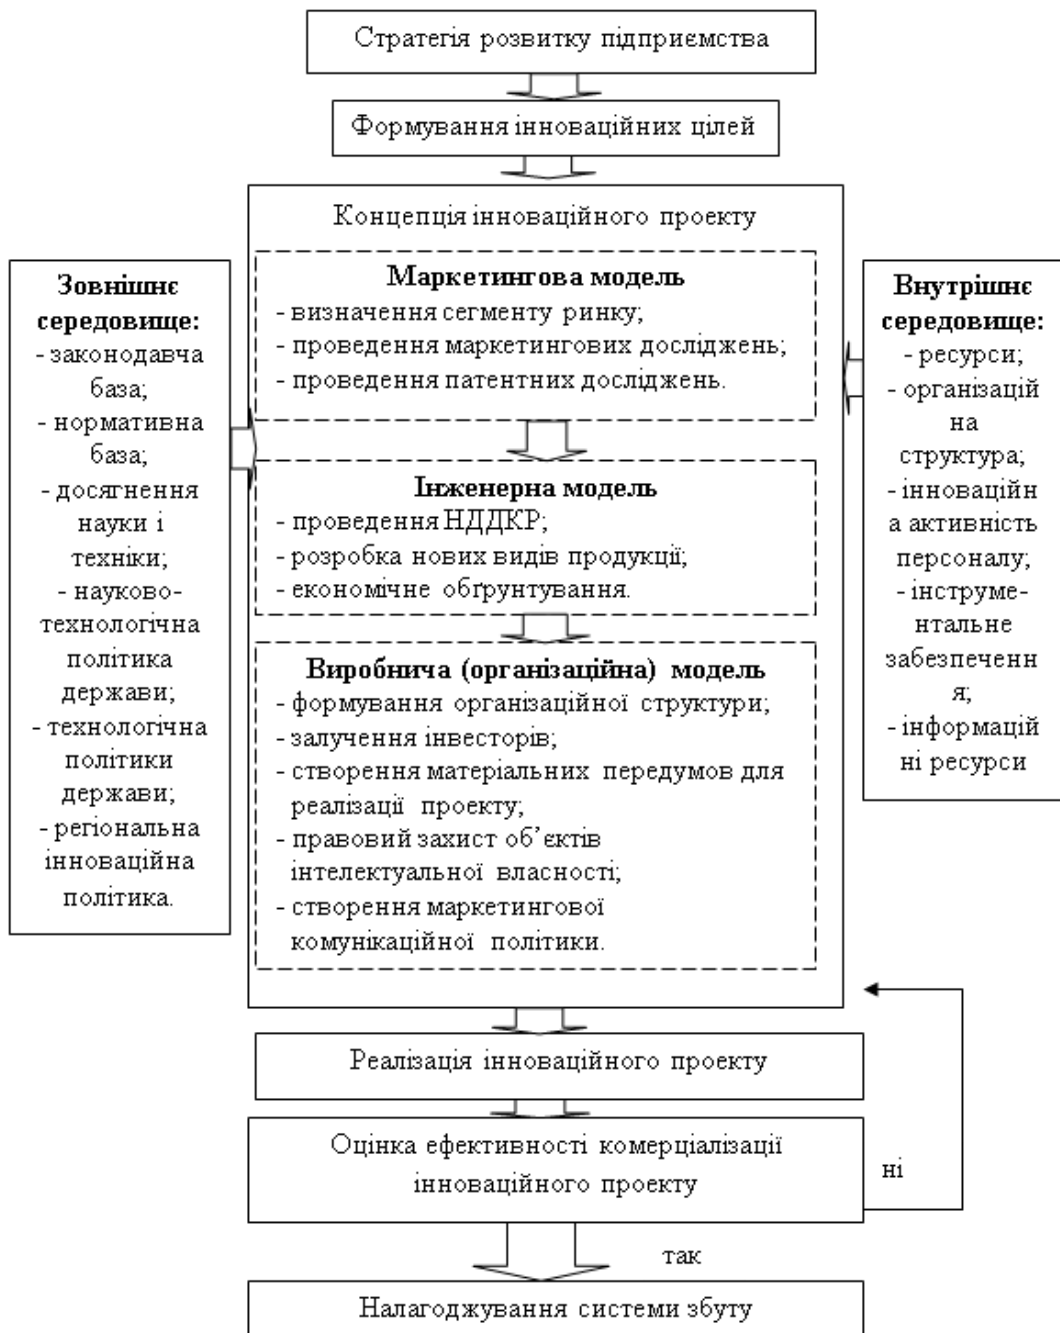 Стратегія розвитку підприємства
Формування інноваційних цілей
Концепція інноваційного проекту
Маркетингова модель
- визначення сегменту ринку;
- проведення маркетингових досліджень;
- проведення патентних досліджень.
Інженерна модель
- проведення НДДКР;
- розробка нових видів продукції;
- економічне обґрунтування.
Виробнича (організаційна) модель
- формування організаційної структури;
- залучення інвесторів;
- створення матеріальних передумов для
реалізації проекту;
- правовий захист об’єктів
інтелектуальної власності;
- створення маркетингової
комунікаційної політики.
Зовнішнє
середовище:
- законодавча
база;
- нормативна
база;
- досягнення
науки і
техніки;
- науково-
технологічна
політика
держави;
- технологічна
політики
держави;
- регіональна
інноваційна
політика.
Внутрішнє
середовище:
- ресурси;
- організацій
на
структура;
- інноваційн
а активність
персоналу;
- інструме-
нтальне
забезпеченн
я;
- інформацій
ні ресурси
Реалізація інноваційного проекту
Оцінка ефективності комерціалізації
інноваційного проекту
ні
так
Налагоджування системи збуту